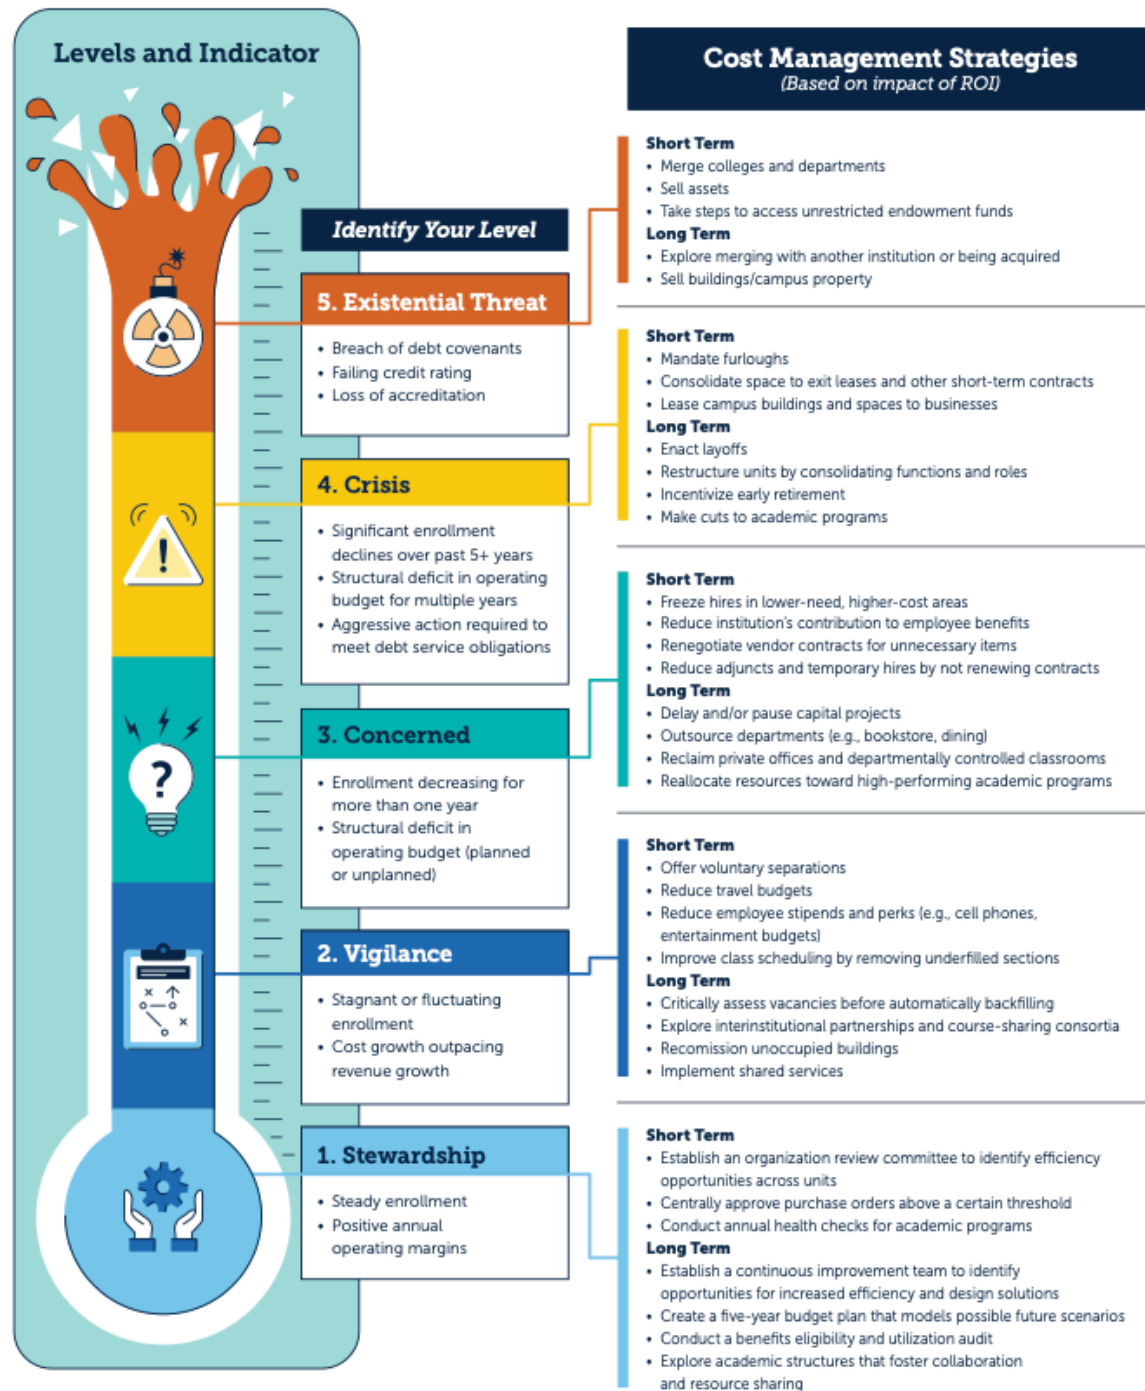 Levels and Indicator
Identify Your Level
5. Existential Threat
• Breach of debt covenants
• Failing credit rating
• Loss of accreditation
4. Crisis
• Significant enrollment
declines over past 5+ years
• Structural deficit in operating
budget for multiple years
• Aggressive action required to
meet debt service obligations
3. Concerned
• Enrollment decreasing for
more than one year
• Structural deficit in
operating budget (planned
or unplanned)
2. Vigilance
• Stagnant or fluctuating
enrollment
• Cost growth outpacing
revenue growth
1. Stewardship
• Steady enrollment
• Positive annual
operating margins
!
?
Cost Management Strategies
(Based on impact of ROI)
Short Term
• Merge colleges and departments
• Sell assets
• Take steps to access unrestricted endowment funds
Long Term
• Explore merging with another institution or being acquired
• Sell buildings/campus property
Short Term
• Mandate furloughs
• Consolidate space to exit leases and other short-term contracts
• Lease campus buildings and spaces to businesses
Long Term
• Enact layoffs
• Restructure units by consolidating functions and roles
• Incentivize early retirement
• Make cuts to academic programs
Short Term
• Freeze hires in lower-need, higher-cost areas
• Reduce institution's contribution to employee benefits
• Renegotiate vendor contracts for unnecessary items
• Reduce adjuncts and temporary hires by not renewing contracts
Long Term
• Delay and/or pause capital projects
• Outsource departments (e.g., bookstore, dining)
• Reclaim private offices and departmentally controlled classrooms
• Reallocate resources toward high-performing academic programs
Short Term
• Offer voluntary separations
• Reduce travel budgets
• Reduce employee stipends and perks (e.g., cell phones,
entertainment budgets)
• Improve class scheduling by removing underfilled sections
Long Term
• Critically assess vacancies before automatically backfilling
• Explore interinstitutional partnerships and course-sharing consortia
• Recomission unoccupied buildings
• Implement shared services
Short Term
• Establish an organization review committee to identify efficiency
opportunities across units
• Centrally approve purchase orders above a certain threshold
• Conduct annual health checks for academic programs
Long Term
• Establish a continuous improvement team to identify
opportunities for increased efficiency and design solutions
• Create a five-year budget plan that models possible future scenarios
• Conduct a benefits eligibility and utilization audit
• Explore academic structures that foster collaboration
and resource sharing